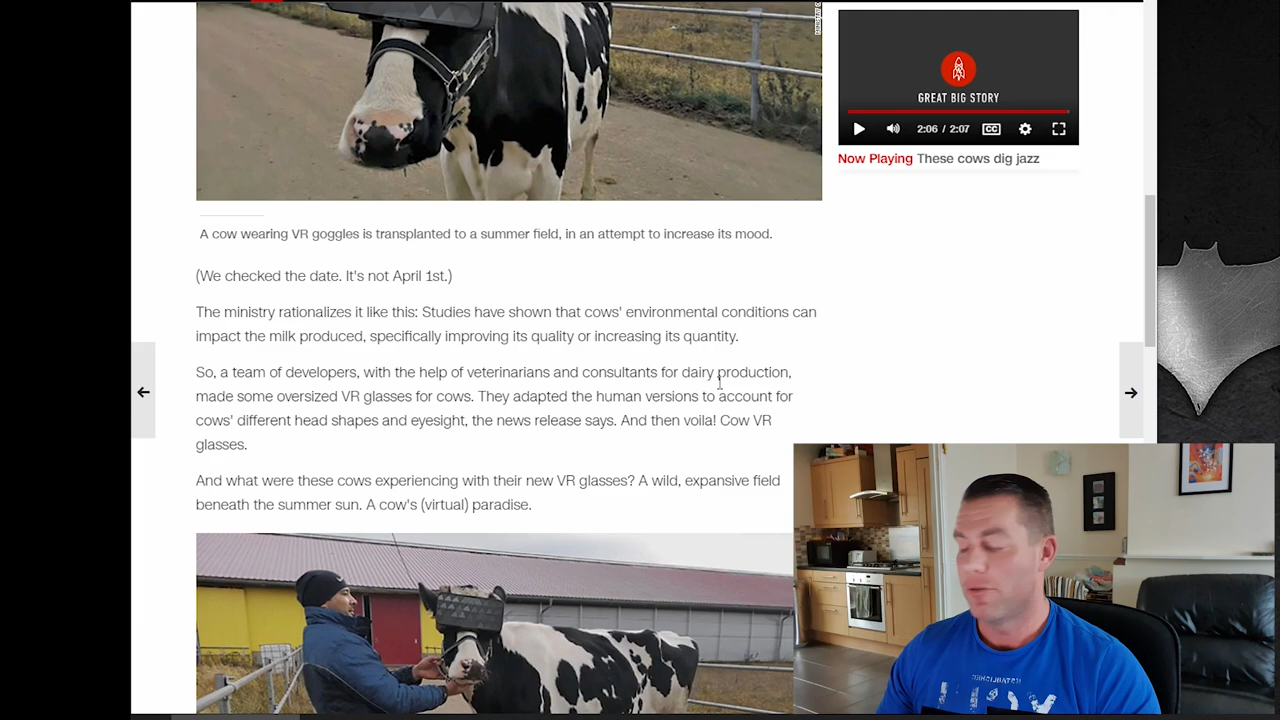 GREAT BIG STORY
2:06 / 2:07
CC
Now Playing These cows dig jazz
A cow wearing VR goggles is transplanted to a summer field, in an attempt to increase its mood.
(We checked the date. It's not April 1st.)
The ministry rationalizes it like this: Studies have shown that cows' environmental conditions can
impact the milk produced, specifically improving its quality or increasing its quantity.
So, a team of developers, with the help of veterinarians and consultants for dairy production,
made some oversized VR glasses for cows. They adapted the human versions to account for
cows' different head shapes and eyesight, the news release says. And then voila! Cow VR
glasses.
And what were these cows experiencing with their new VR glasses? A wild, expansive field
beneath the summer sun. A cow's (virtual) paradise.